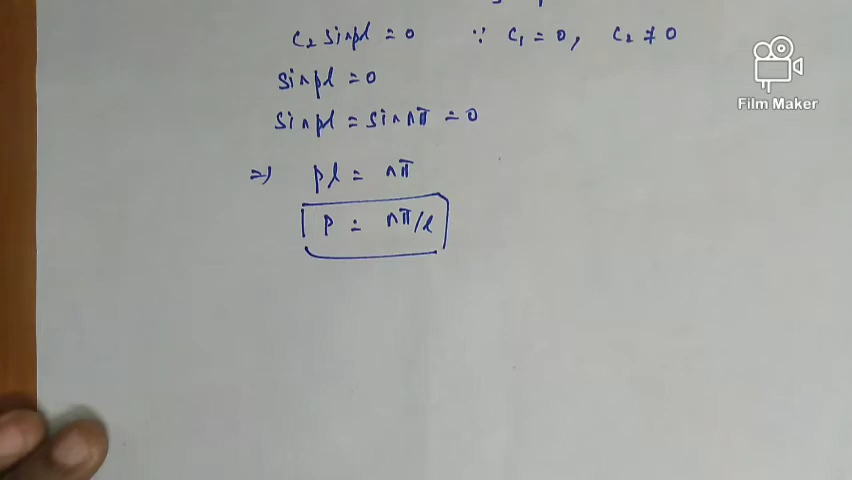 c₂ sin pl = 0 ∵ c₁ = 0, c₂ ≠ 0
sin pl = 0
sin pl = sin nπ = 0
⇒ pl = nπ
P = nπ/l
Film Maker